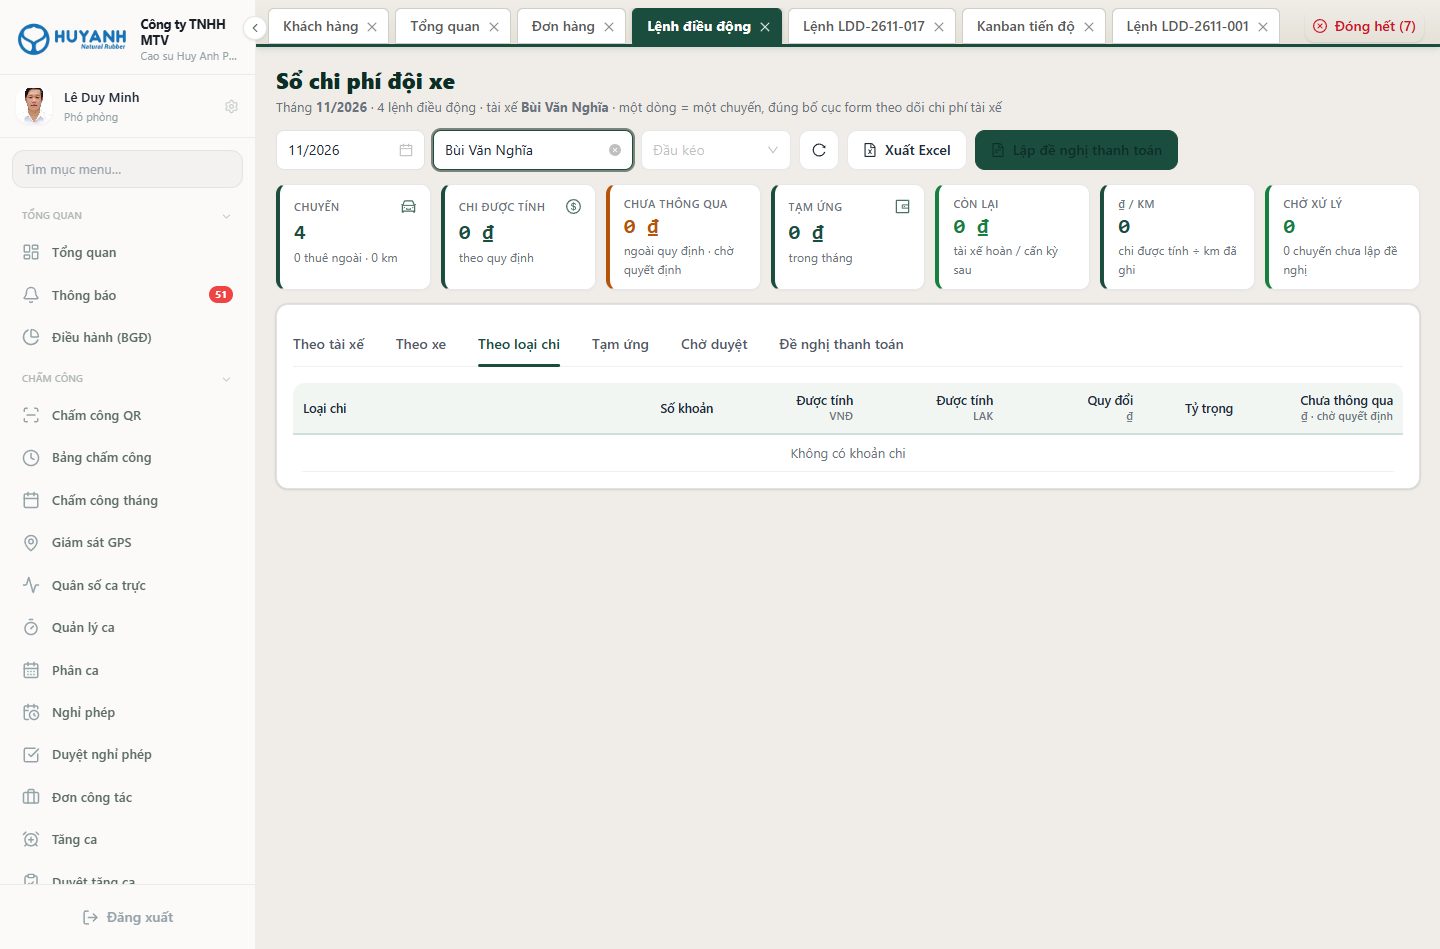 HUYANH
Natural Rubber
Công ty TNHH
MTV
Cao su Huy Anh P...
Khách hàng
Tổng quan
Đơn hàng
Lệnh điều động
Lệnh LDD-2611-017
Kanban tiến độ
Lệnh LDD-2611-001
Đóng hết (7)
Lê Duy Minh
Phó phòng
Tìm mục menu...
TỔNG QUAN
Tổng quan
Thông báo
51
Điều hành (BGĐ)
CHẤM CÔNG
Chấm công QR
Bảng chấm công
Chấm công tháng
Giám sát GPS
Quân số ca trực
Quản lý ca
Phân ca
Nghỉ phép
Duyệt nghỉ phép
Đơn công tác
Tăng ca
Duyệt tăng ca
Đăng xuất
Sổ chi phí đội xe
Tháng 11/2026 · 4 lệnh điều động · tài xế Bùi Văn Nghĩa · một dòng = một chuyến, đúng bố cục form theo dõi chi phí tài xế
11/2026
Bùi Văn Nghĩa
Đầu kéo
Xuất Excel
Lập đề nghị thanh toán
CHUYẾN
4
0 thuê ngoài · 0 km
CHI ĐƯỢC TÍNH
0 ₫
theo quy định
CHƯA THÔNG QUA
0 ₫
ngoài quy định · chờ
quyết định
TẠM ỨNG
0 ₫
trong tháng
CÒN LẠI
0 ₫
tài xế hoàn / cấn kỳ
sau
₫ / KM
0
chi được tính ÷ km đã
ghi
CHỜ XỬ LÝ
0
0 chuyến chưa lập đề
nghị
Theo tài xế
Theo xe
Theo loại chi
Tạm ứng
Chờ duyệt
Đề nghị thanh toán
Loại chi
Số khoản
Được tính
VNĐ
Được tính
LAK
Quy đổi
₫
Tỷ trọng
Chưa thông qua
₫ · chờ quyết định
Không có khoản chi